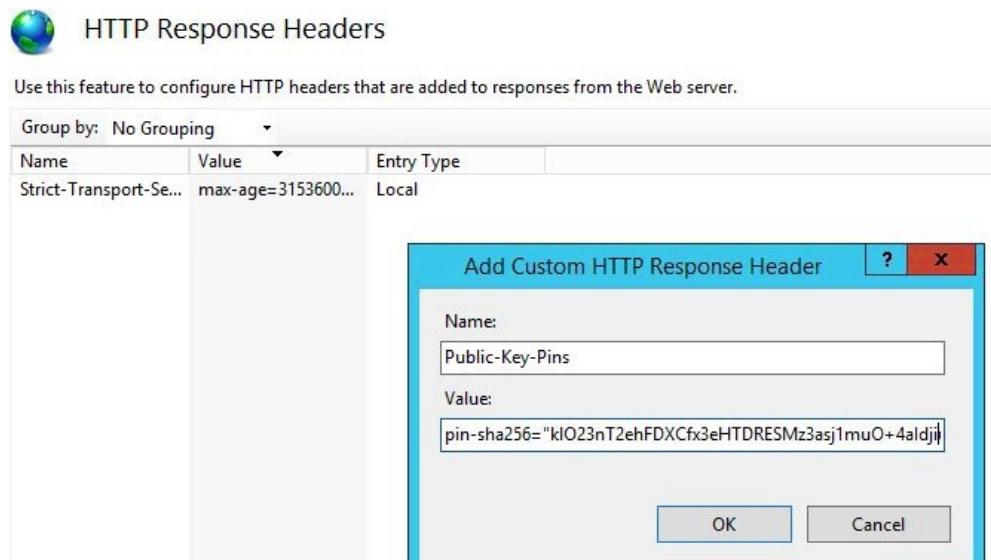 HTTP Response Headers
Use this feature to configure HTTP headers that are added to responses from the Web server.
Group by: No Grouping
Name Value Entry Type
Strict-Transport-Se... max-age=3153600... Local
Add Custom HTTP Response Header ? x
Name:
Public-Key-Pins
Value:
pin-sha256="klO23nT2ehFDXCfx3eHTDRESMz3asj1muO+4aIdji
OK Cancel